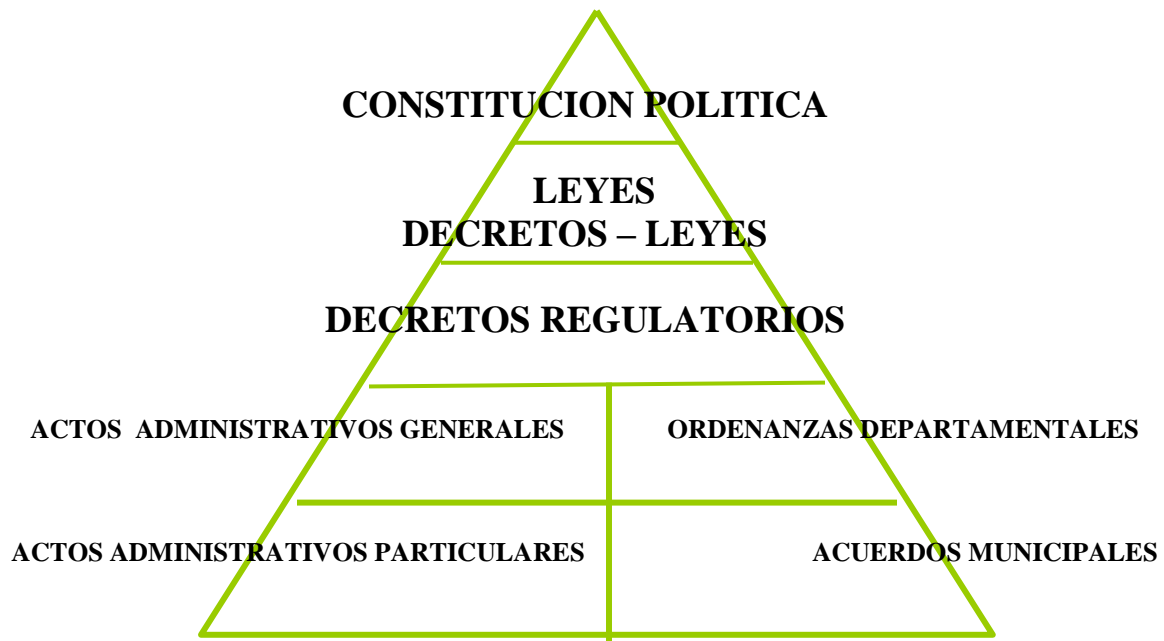 CONSTITUCION POLITICA
LEYES
DECRETOS – LEYES
DECRETOS REGULATORIOS
ACTOS ADMINISTRATIVOS GENERALES
ORDENANZAS DEPARTAMENTALES
ACTOS ADMINISTRATIVOS PARTICULARES
ACUERDOS MUNICIPALES